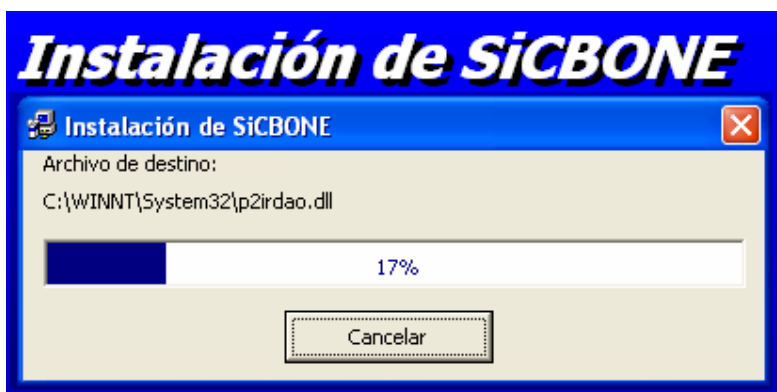 Instalación de SiCBONE
Instalación de SiCBONE
Archivo de destino:
C:\WINNT\System32\p2irdao.dll
17%
Cancelar